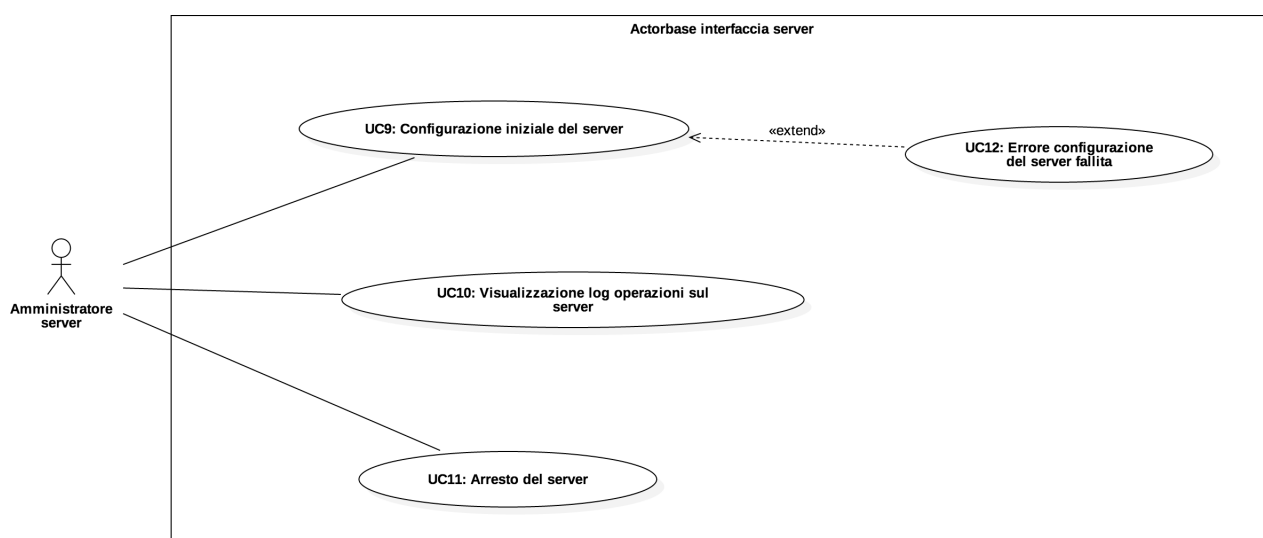 Actorbase interfaccia server
UC9: Configurazione iniziale del server
«extend»
UC12: Errore configurazione
del server fallita
Amministratore
server
UC10: Visualizzazione log operazioni sul
server
UC11: Arresto del server